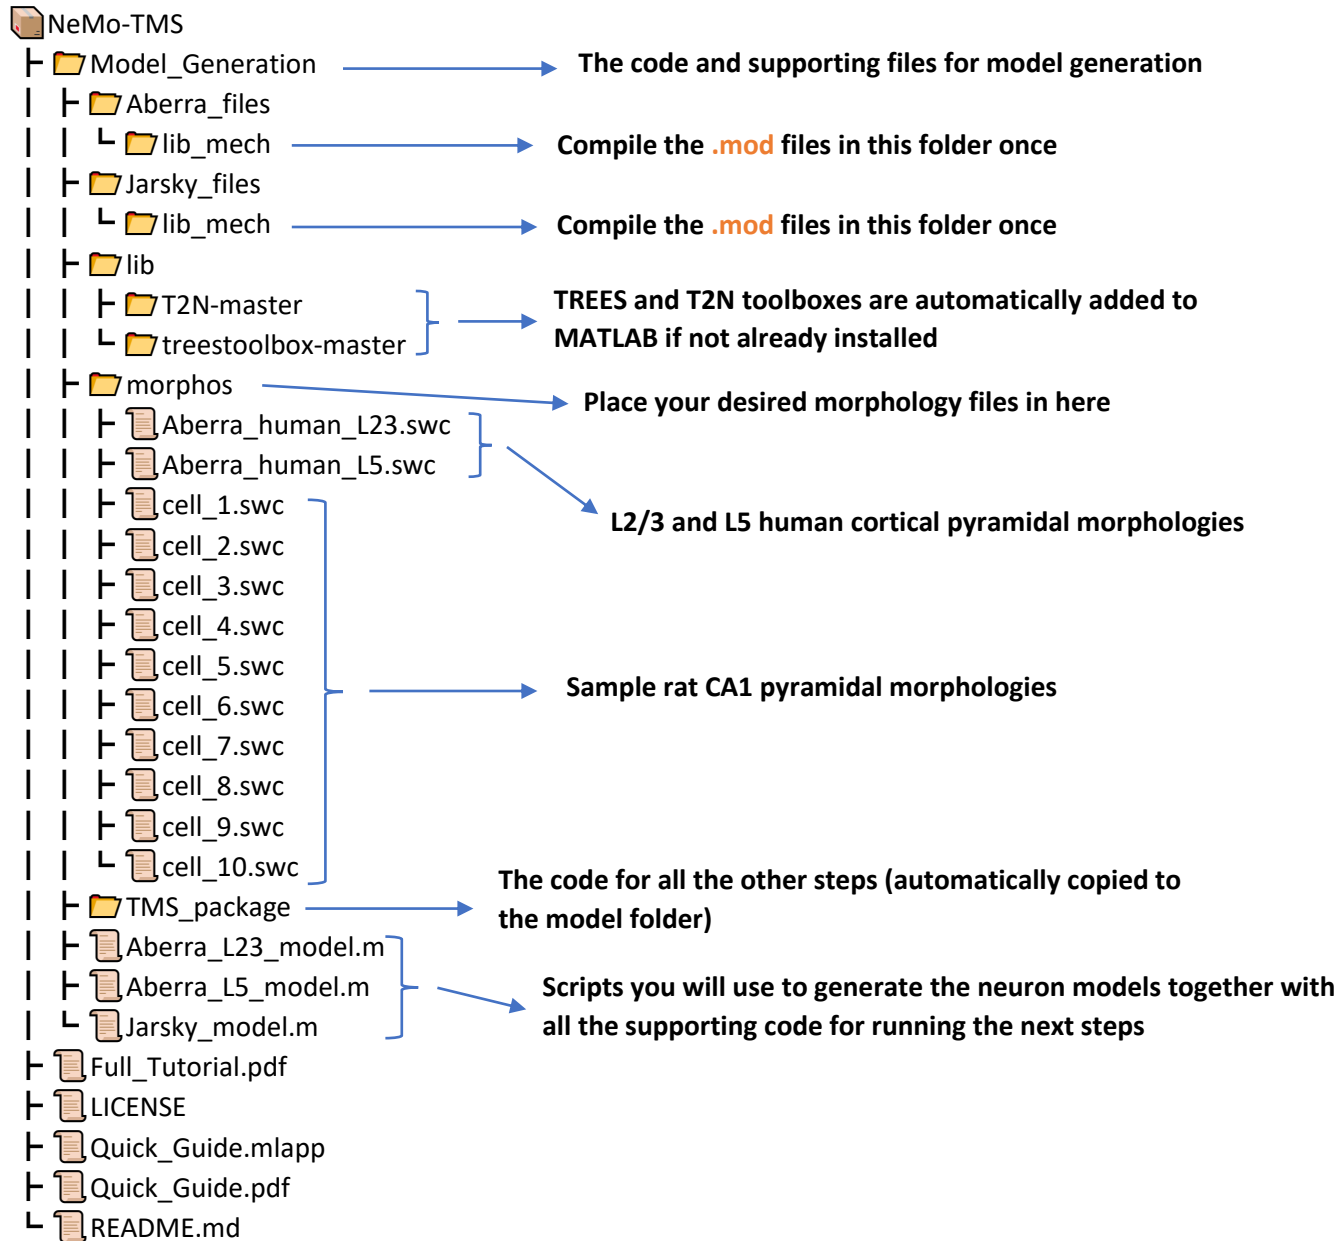 NeMo-TMS
Model_Generation
The code and supporting files for model generation
Aberra_files
lib_mech
Compile the .mod files in this folder once
Jarsky_files
lib_mech
Compile the .mod files in this folder once
lib
T2N-master
treestoolbox-master
TREES and T2N toolboxes are automatically added to
MATLAB if not already installed
morphos
Place your desired morphology files in here
Aberra_human_L23.swc
Aberra_human_L5.swc
L2/3 and L5 human cortical pyramidal morphologies
cell_1.swc
cell_2.swc
cell_3.swc
cell_4.swc
cell_5.swc
cell_6.swc
cell_7.swc
cell_8.swc
cell_9.swc
cell_10.swc
Sample rat CA1 pyramidal morphologies
TMS_package
The code for all the other steps (automatically copied to
the model folder)
Aberra_L23_model.m
Aberra_L5_model.m
Jarsky_model.m
Scripts you will use to generate the neuron models together with
all the supporting code for running the next steps
Full_Tutorial.pdf
LICENSE
Quick_Guide.mlapp
Quick_Guide.pdf
README.md